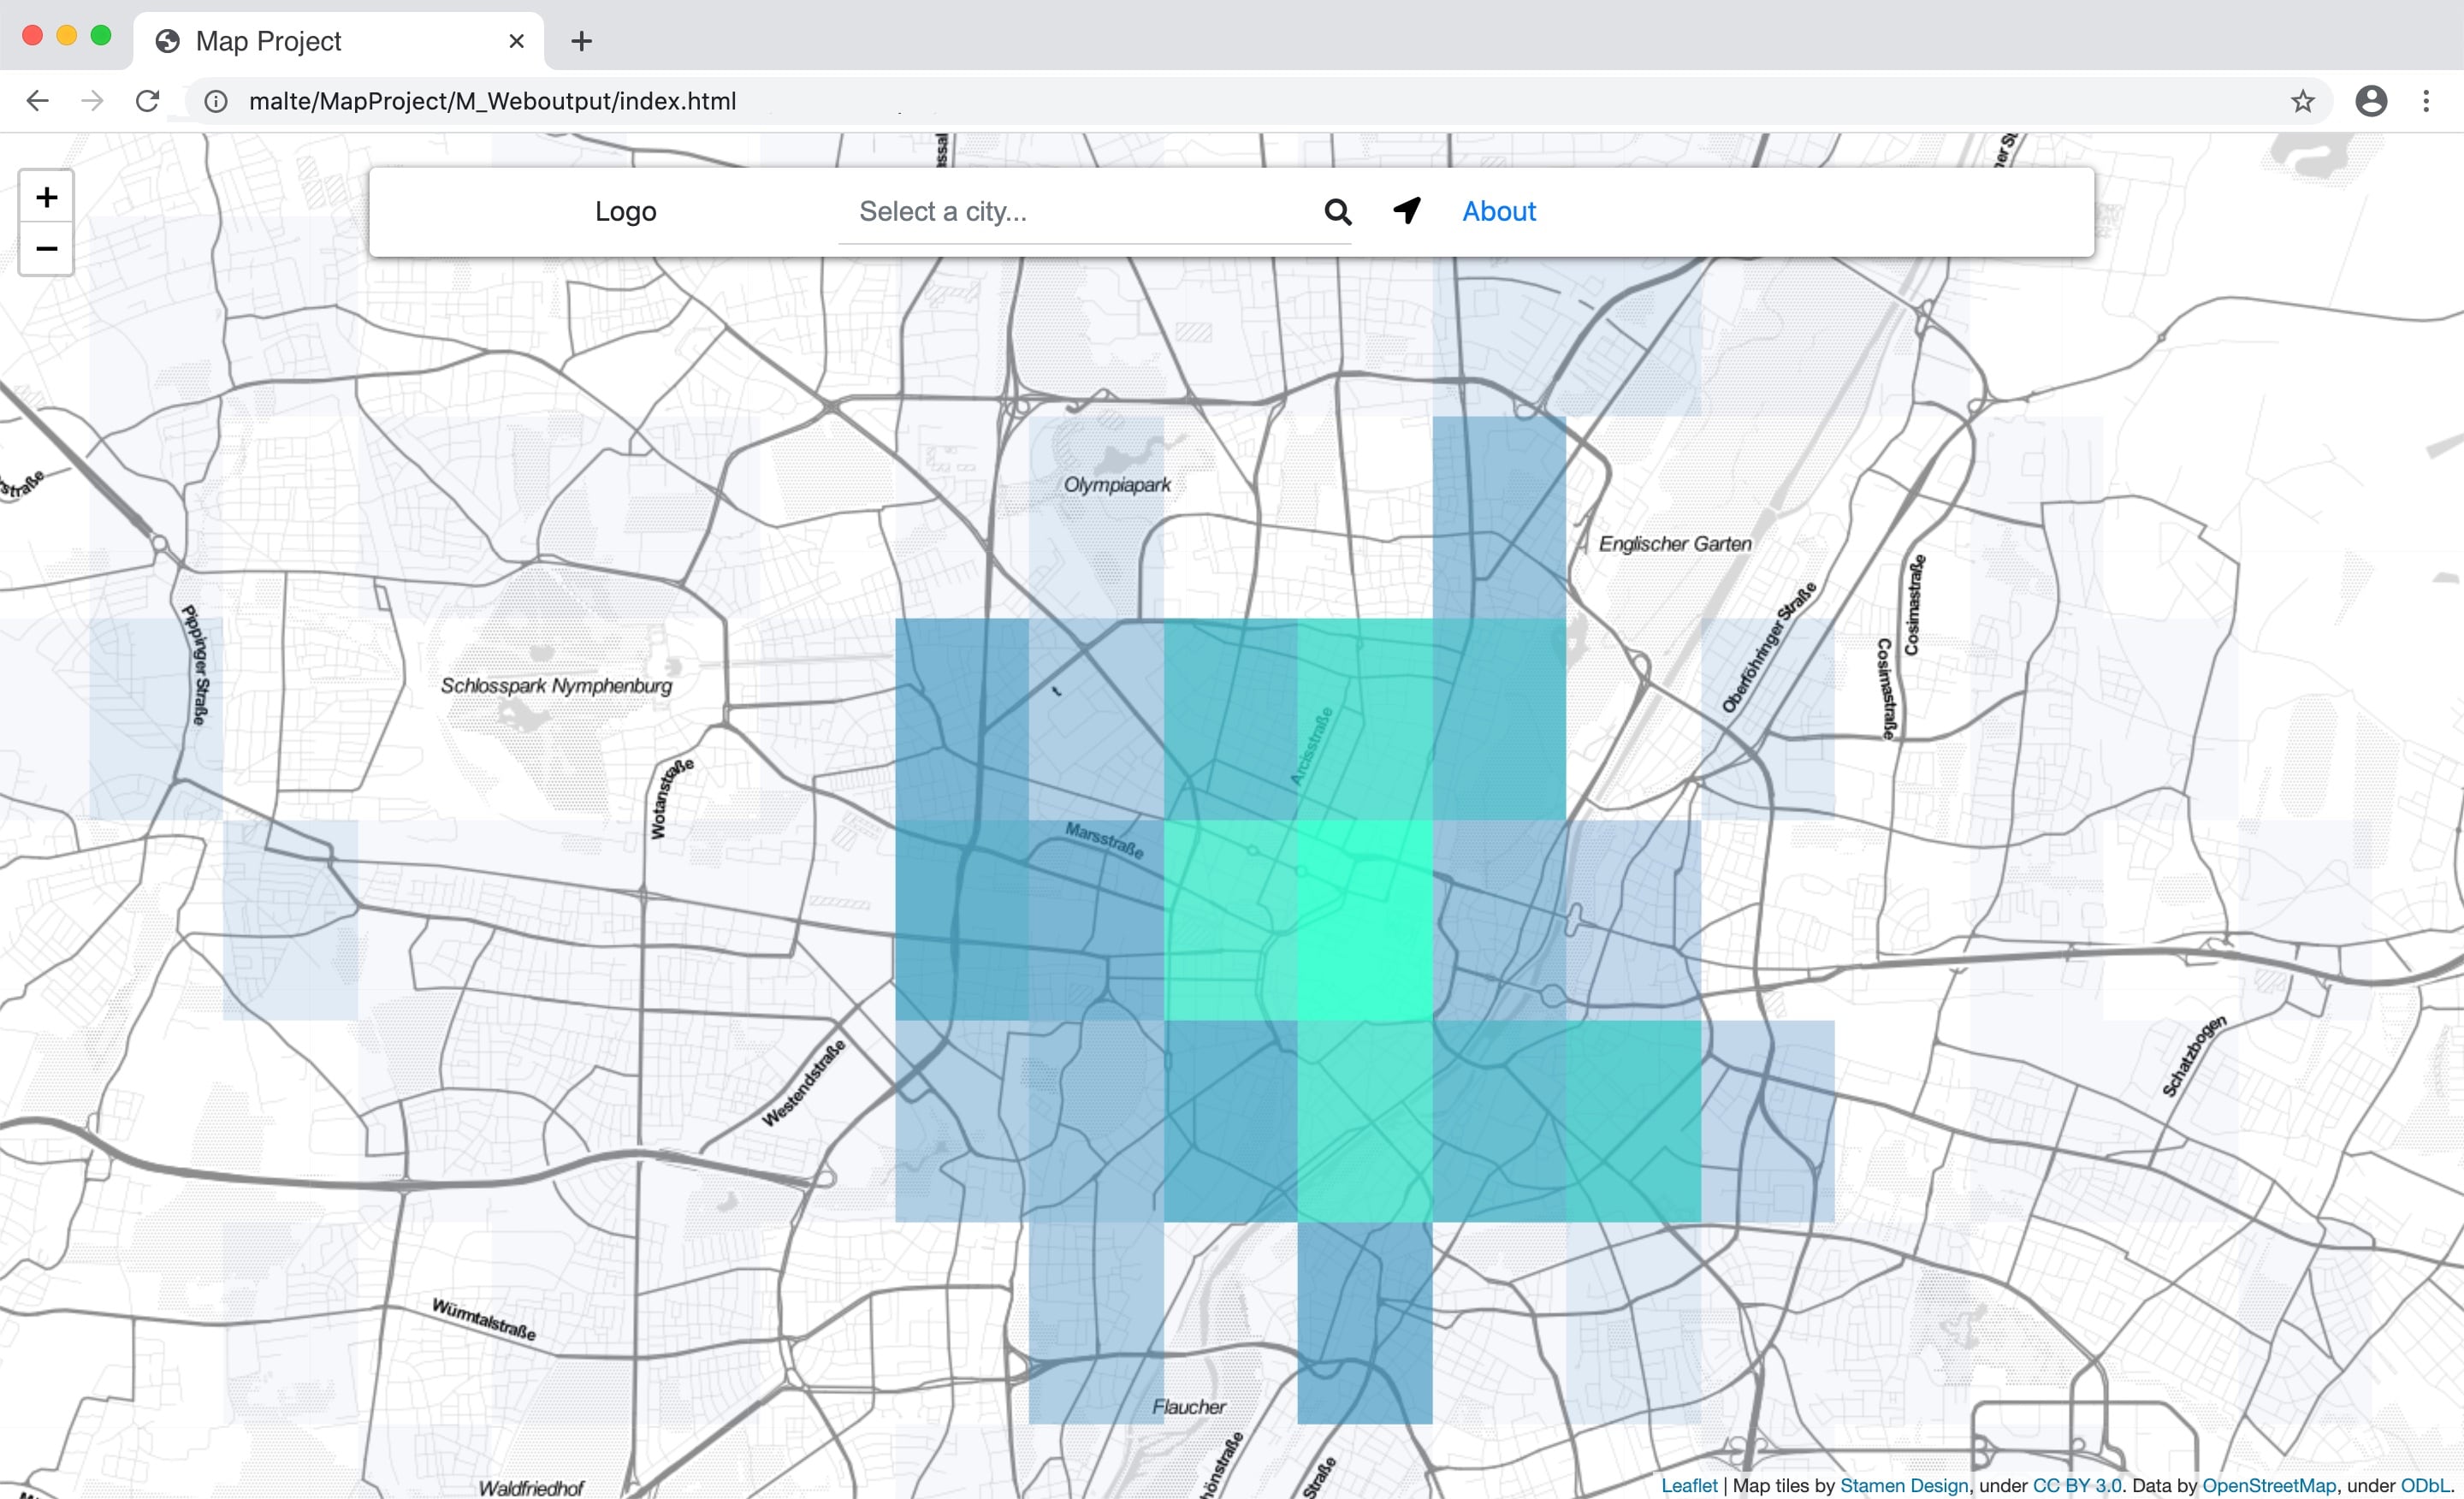 Map Project
malte/MapProject/M_Weboutput/index.html
+
−
Logo
Select a city...
About
Olympiapark
Englischer Garten
Pippinger Straße
Schlosspark Nymphenburg
Oberföhringer Straße
Cosimastraße
Cosimastraße
Arcisstraße
Wotanstraße
Marsstraße
Westendstraße
Schatzbogen
Würmtalstraße
Flaucher
Straße
Waldfriedhof
Leaflet | Map tiles by Stamen Design, under CC BY 3.0. Data by OpenStreetMap, under ODbL.